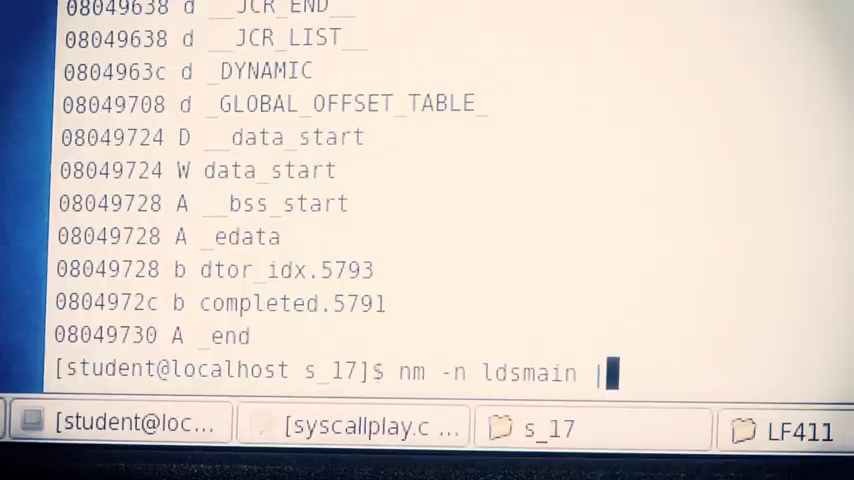 08049638 d __JCR_END__
08049638 d __JCR_LIST__
0804963c d _DYNAMIC
08049708 d _GLOBAL_OFFSET_TABLE_
08049724 D __data_start
08049724 W data_start
08049728 A __bss_start
08049728 A _edata
08049728 b dtor_idx.5793
0804972c b completed.5791
08049730 A _end
[student@localhost s_17]$ nm -n ldsmain |
[student@loc... [syscallplay.c ... s_17 LF411